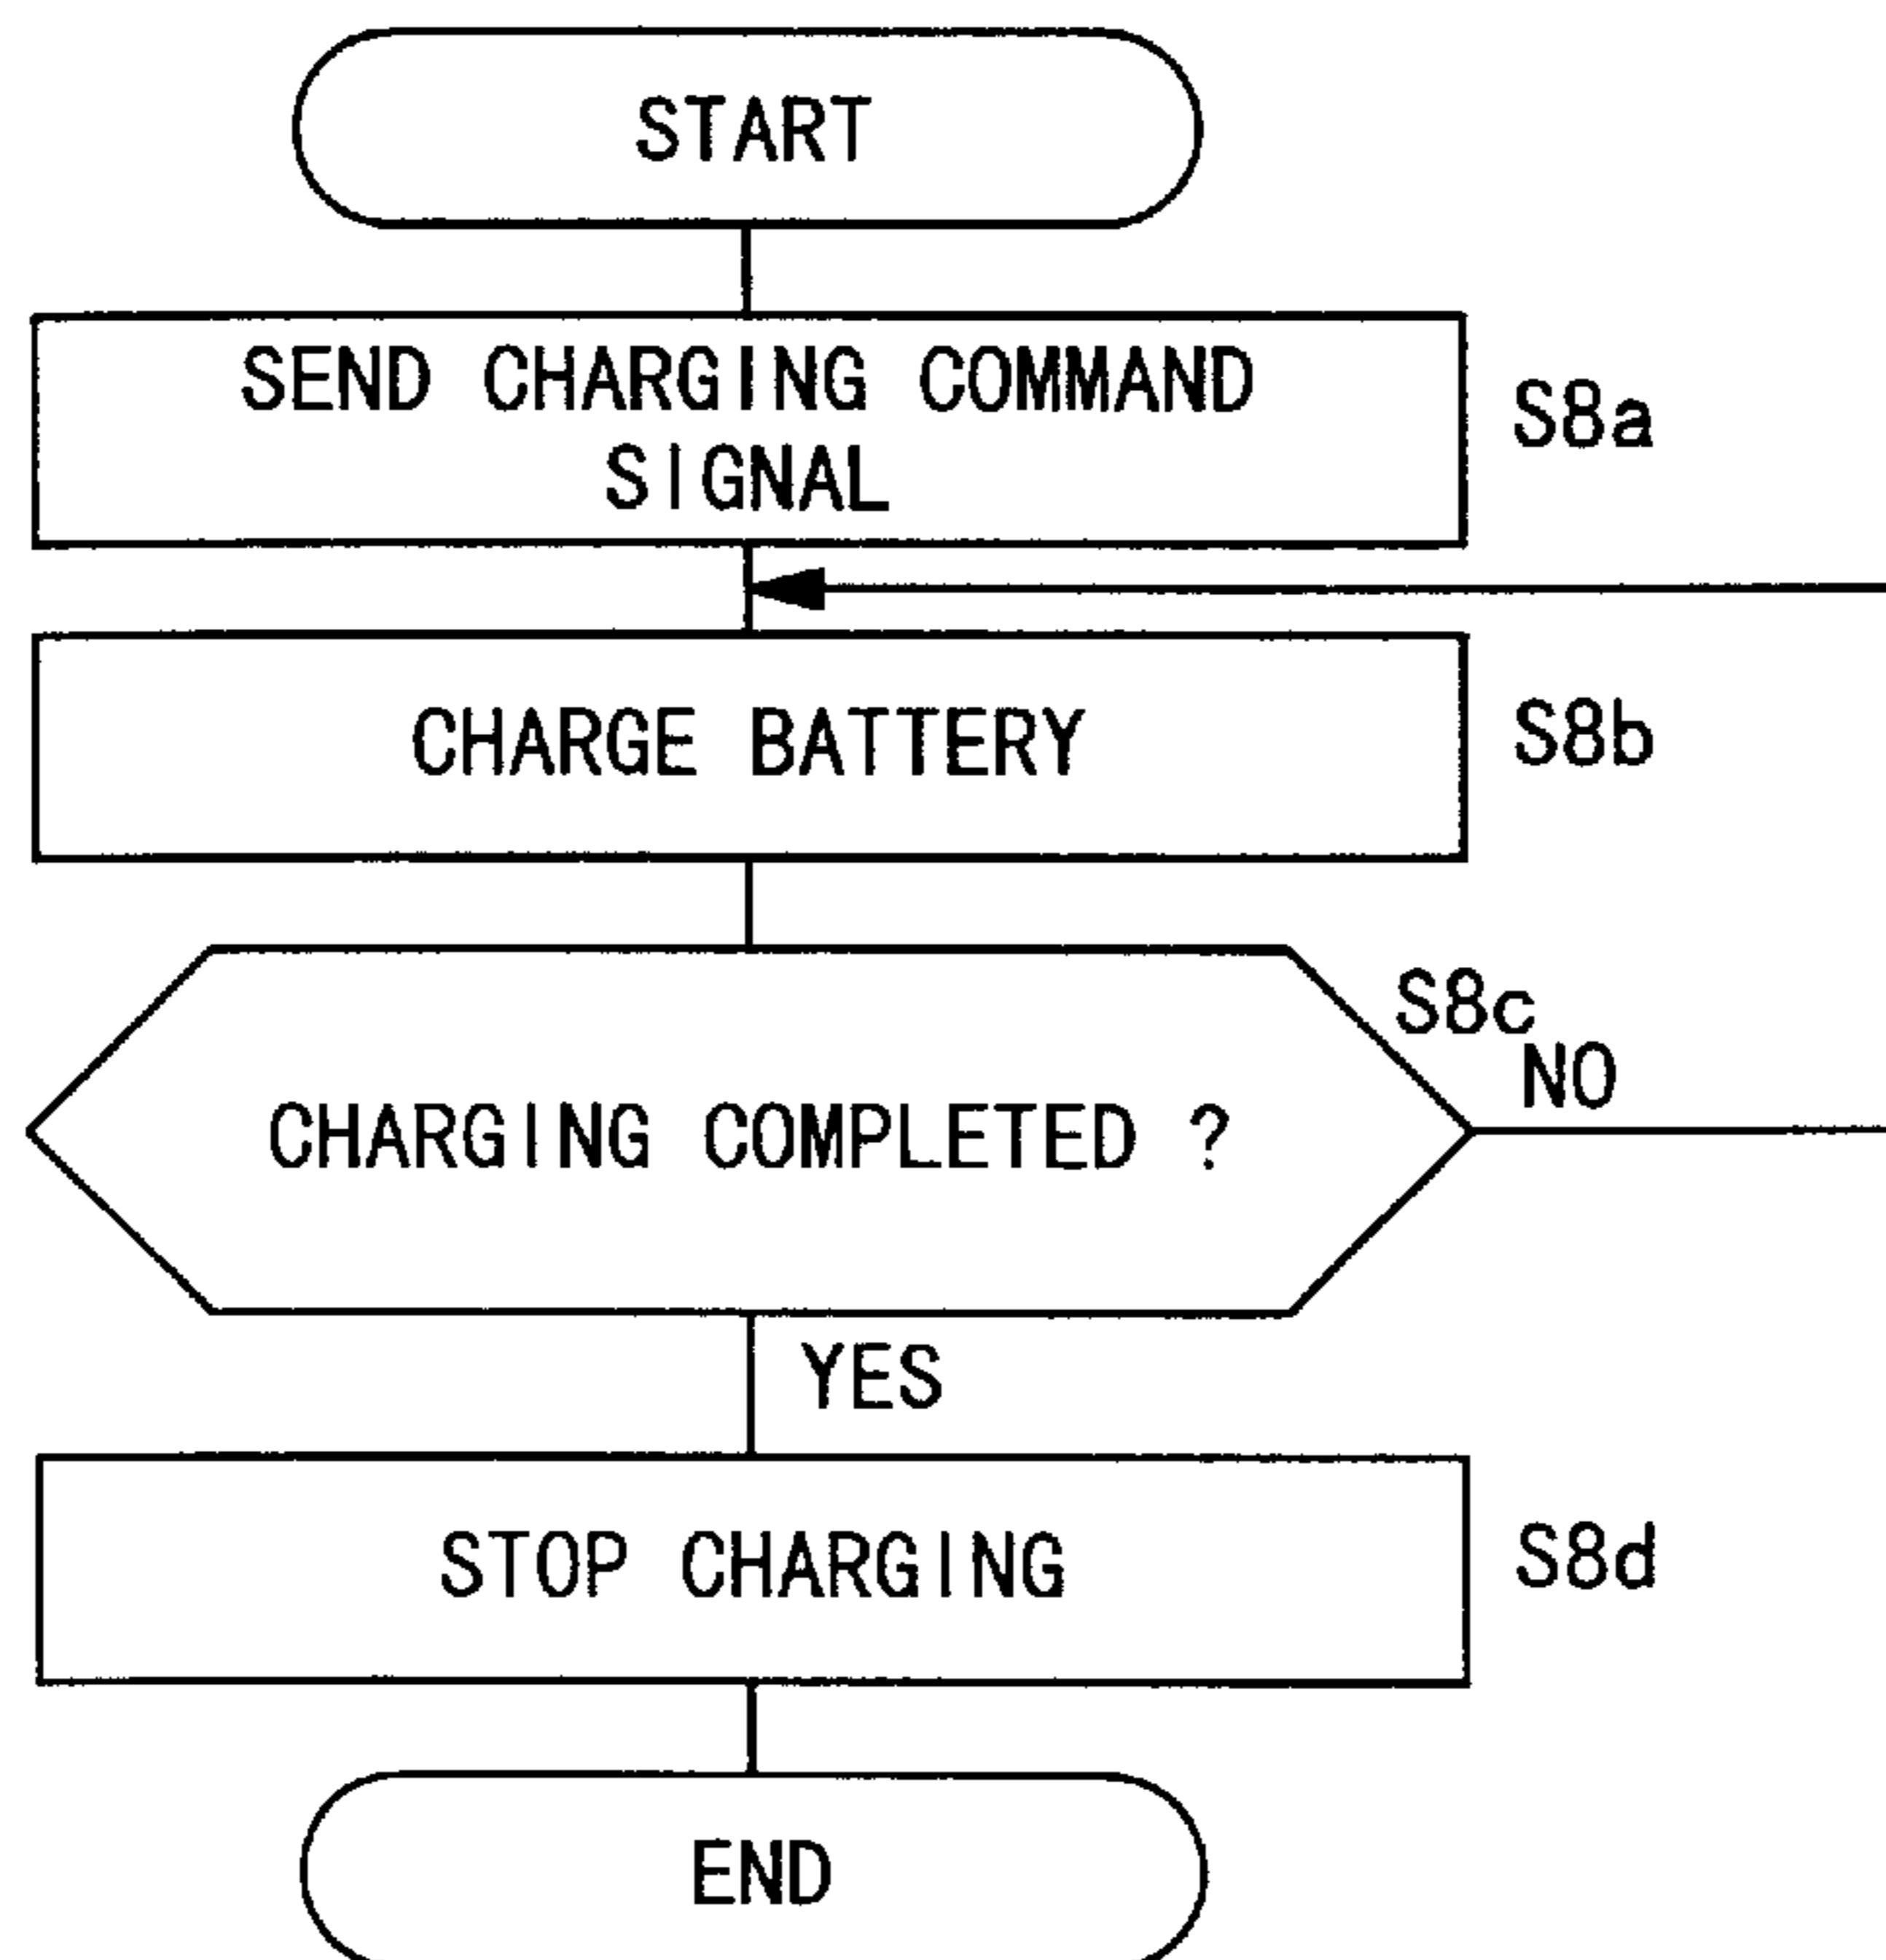 START
SEND CHARGING COMMAND
SIGNAL
S8a
CHARGE BATTERY
S8b
S8c
NO
CHARGING COMPLETED ?
YES
STOP CHARGING
S8d
END